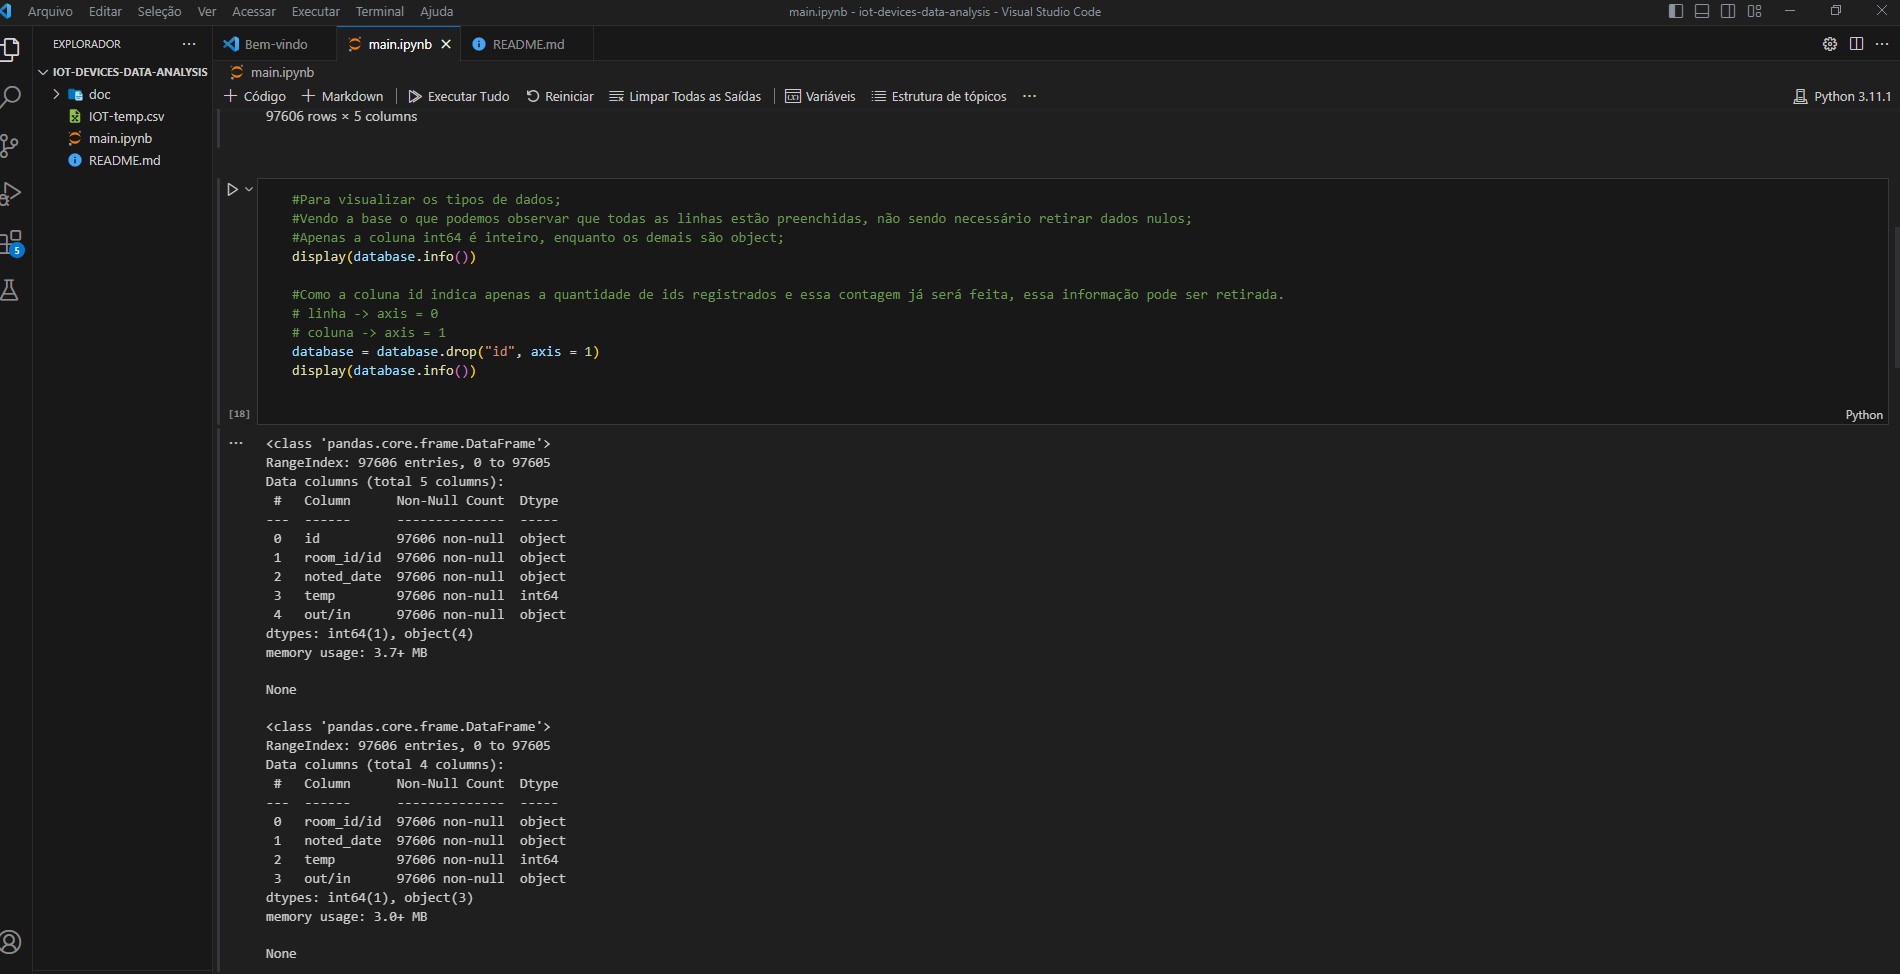 Arquivo Editar Seleção Ver Acessar Executar Terminal Ajuda
main.ipynb - iot-devices-data-analysis - Visual Studio Code
EXPLORADOR
IOT-DEVICES-DATA-ANALYSIS
doc
IOT-temp.csv
main.ipynb
README.md
5
Bem-vindo main.ipynb README.md
main.ipynb
Código Markdown Executar Tudo Reiniciar Limpar Todas as Saídas Variáveis Estrutura de tópicos ... Python 3.11.1
97606 rows × 5 columns
#Para visualizar os tipos de dados;
#Vendo a base o que podemos observar que todas as linhas estão preenchidas, não sendo necessário retirar dados nulos;
#Apenas a coluna int64 é inteiro, enquanto os demais são object;
display(database.info())
#Como a coluna id indica apenas a quantidade de ids registrados e essa contagem já será feita, essa informação pode ser retirada.
# linha -> axis = 0
# coluna -> axis = 1
database = database.drop("id", axis = 1)
display(database.info())
[18]
Python
<class 'pandas.core.frame.DataFrame'>
RangeIndex: 97606 entries, 0 to 97605
Data columns (total 5 columns):
 #   Column      Non-Null Count  Dtype
---  ------      --------------  -----
 0   id          97606 non-null  object
 1   room_id/id  97606 non-null  object
 2   noted_date  97606 non-null  object
 3   temp        97606 non-null  int64
 4   out/in      97606 non-null  object
dtypes: int64(1), object(4)
memory usage: 3.7+ MB
None
<class 'pandas.core.frame.DataFrame'>
RangeIndex: 97606 entries, 0 to 97605
Data columns (total 4 columns):
 #   Column      Non-Null Count  Dtype
---  ------      --------------  -----
 0   room_id/id  97606 non-null  object
 1   noted_date  97606 non-null  object
 2   temp        97606 non-null  int64
 3   out/in      97606 non-null  object
dtypes: int64(1), object(3)
memory usage: 3.0+ MB
None